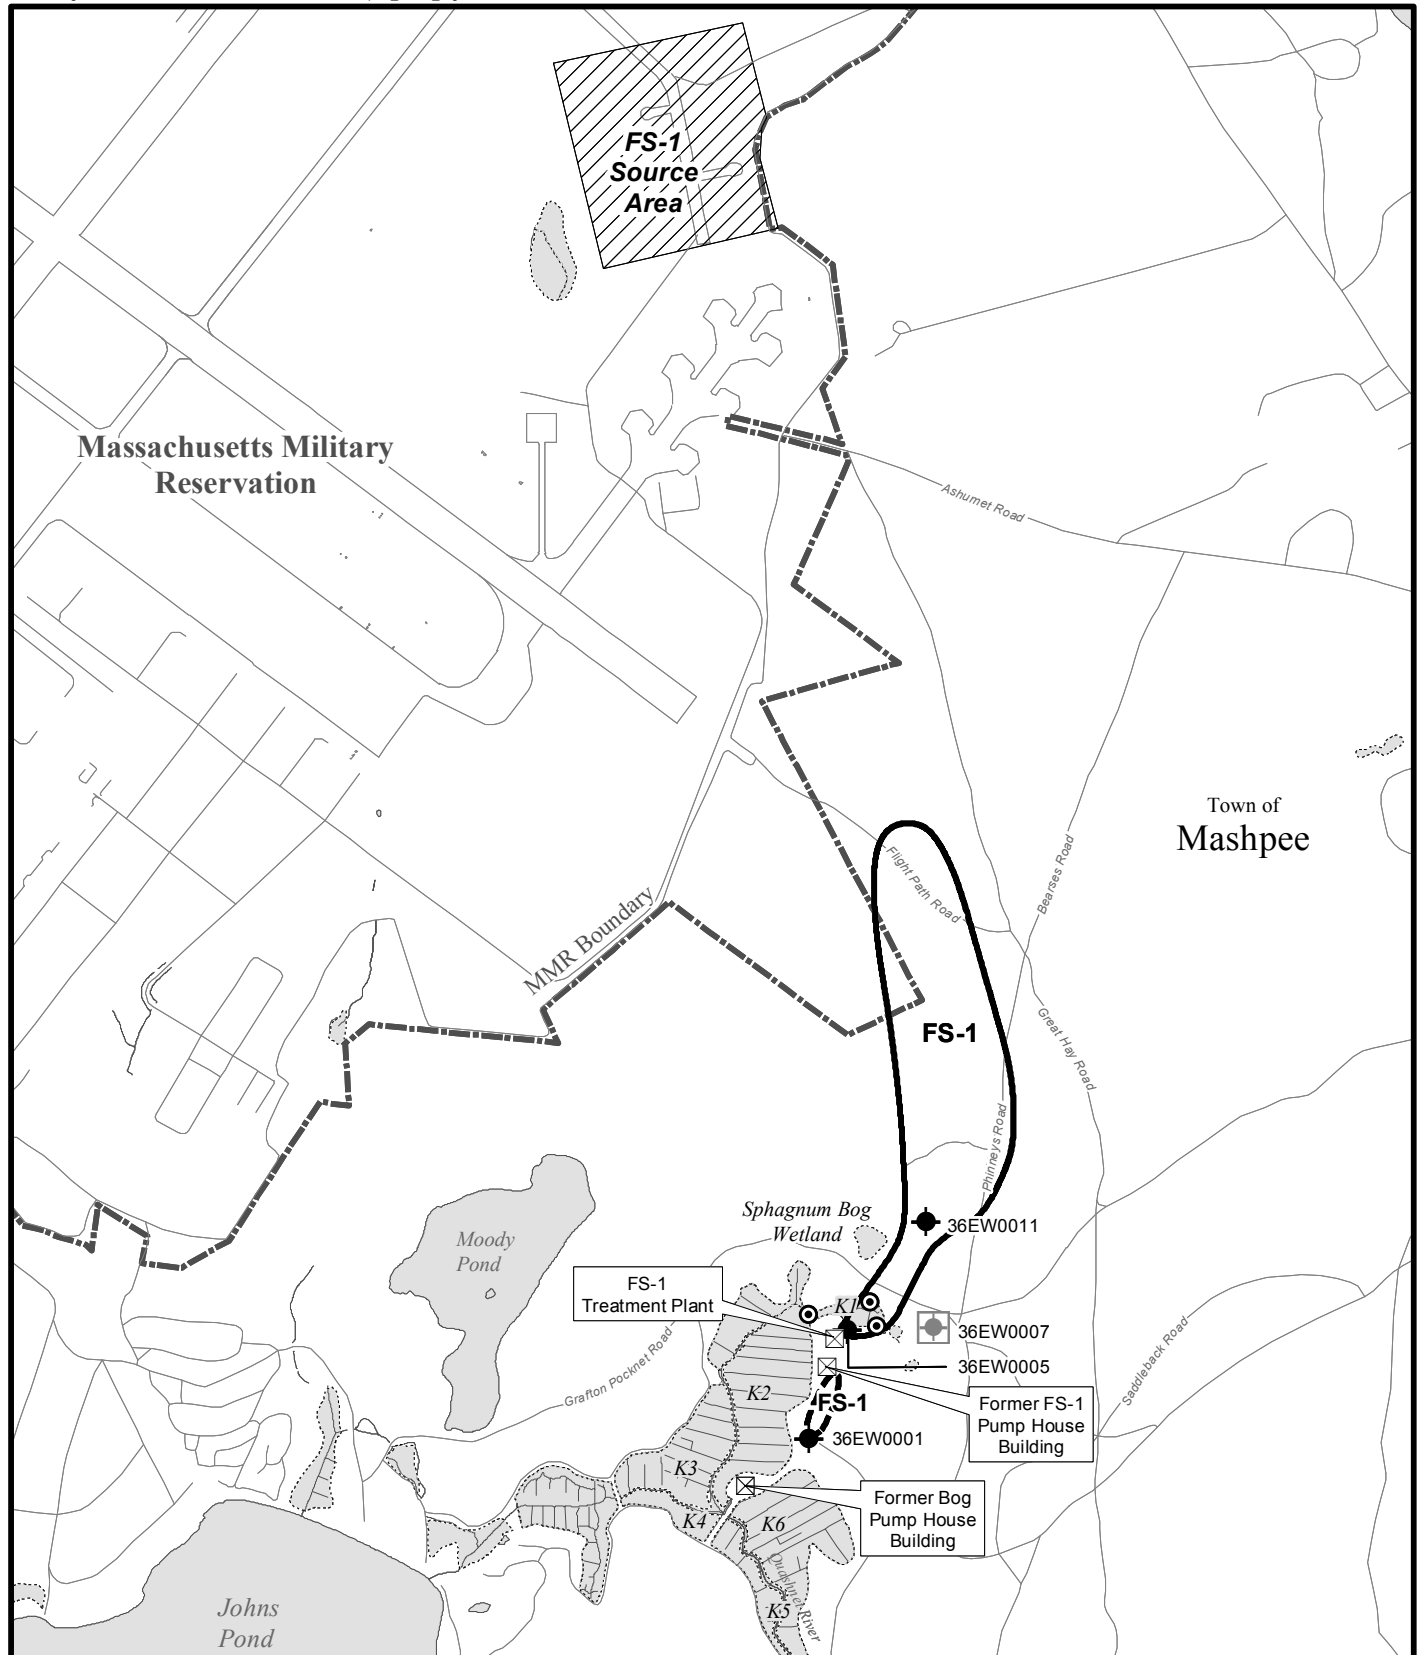 FS-1
Source
Area
Massachusetts Military
Reservation
Ashumet Road
Town of
Mashpee
Bearses Road
Flight Path Road
MMR Boundary
FS-1
Great Hay Road
Phinneys Road
Sphagnum Bog
Wetland
36EW0011
Moody
Pond
FS-1
Treatment Plant
K1
36EW0007
36EW0005
Saddleback Road
Grafton Pocknet Road
K2
FS-1
Former FS-1
Pump House
Building
36EW0001
K3
Former Bog
Pump House
Building
K4
K6
Quashnet River
K5
Johns
Pond